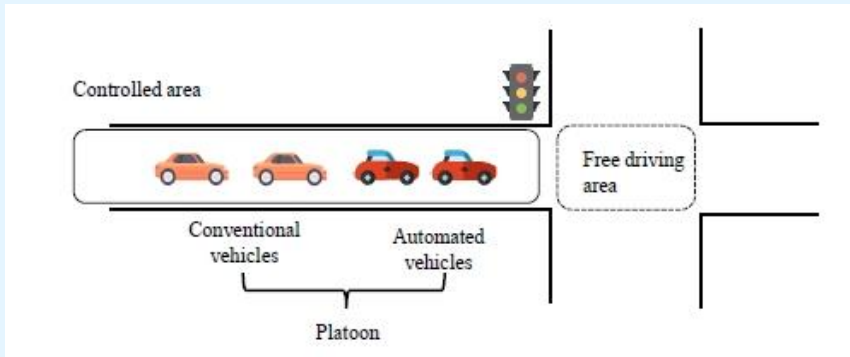 Controlled area
Free driving
area
Conventional
vehicles
Automated
vehicles
Platoon